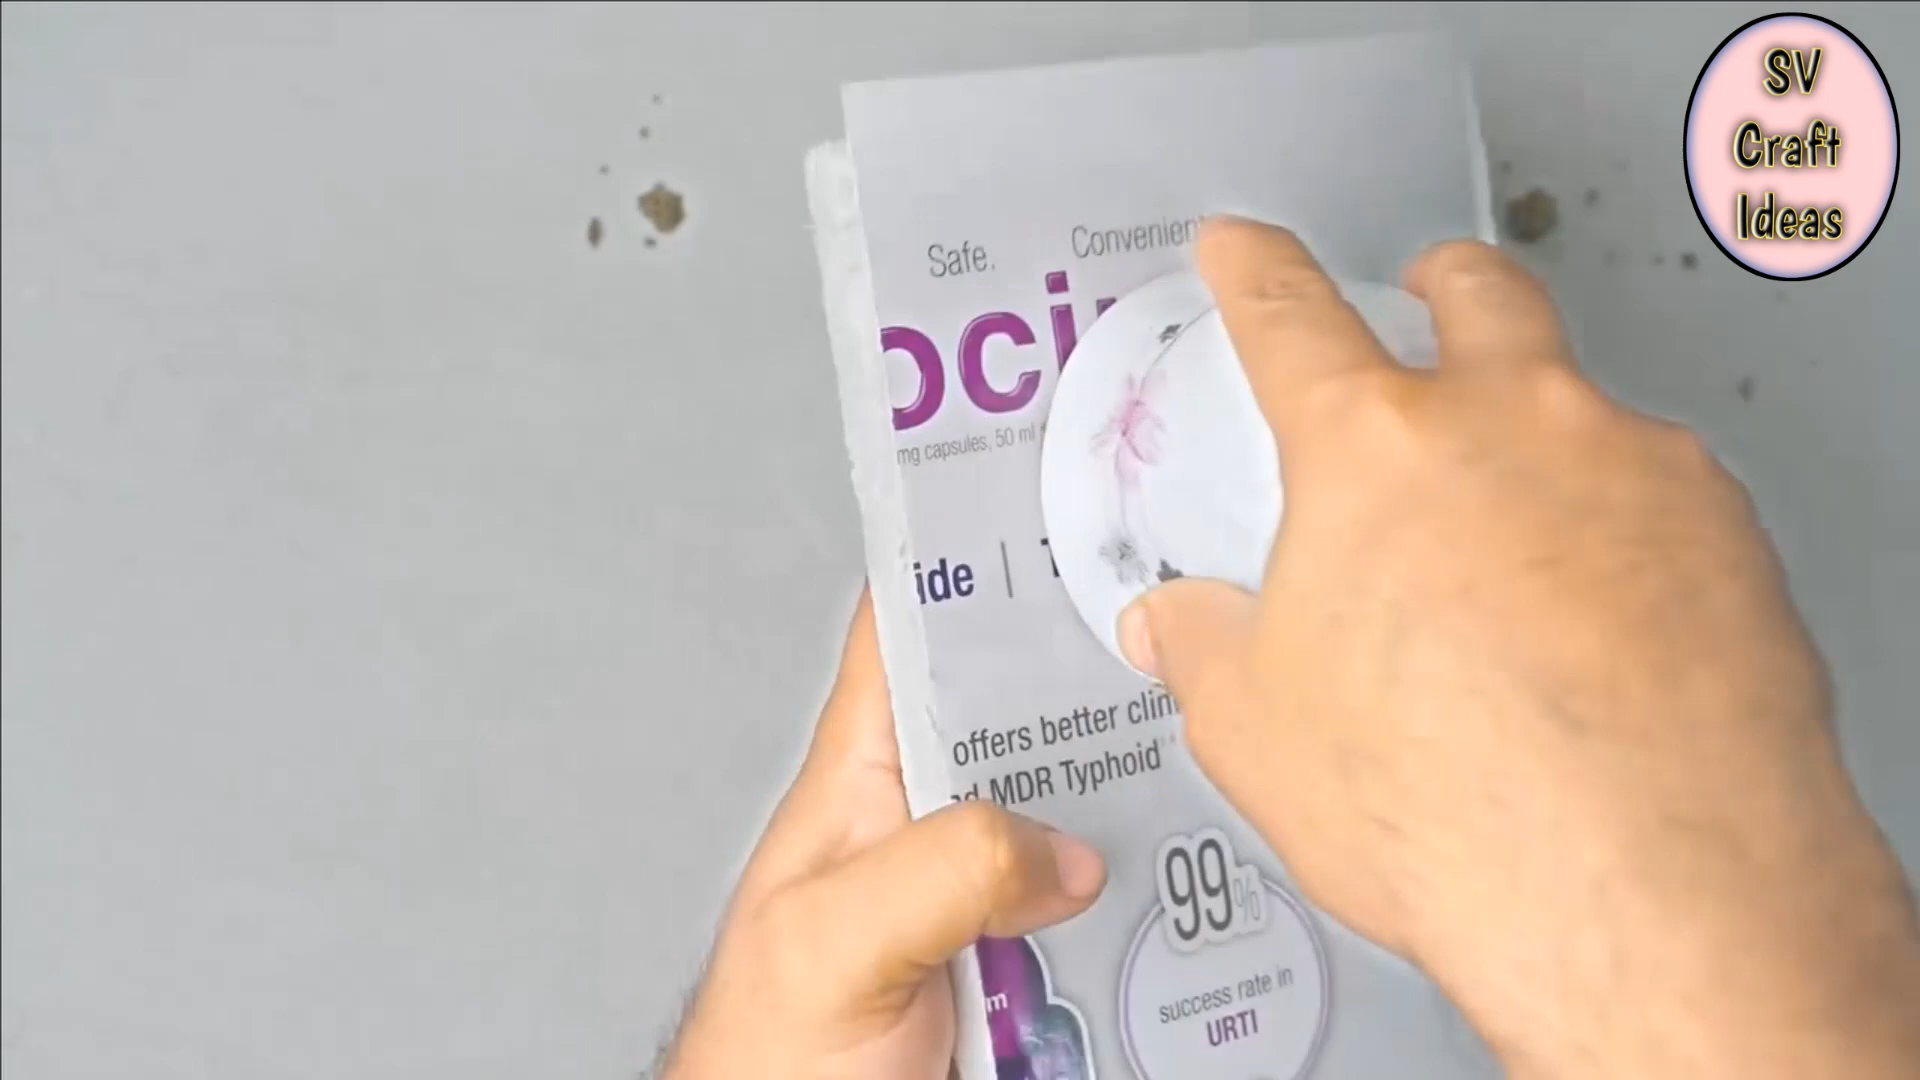 SV
Craft
Ideas
Safe. Convenient
oci
mg capsules, 50 ml
ide |
offers better clin
MDR Typhoid
99%
success rate in
URTI
m